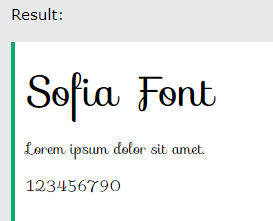 Result:
Sofia Font
Lorem ipsum dolor sit amet.
123456790